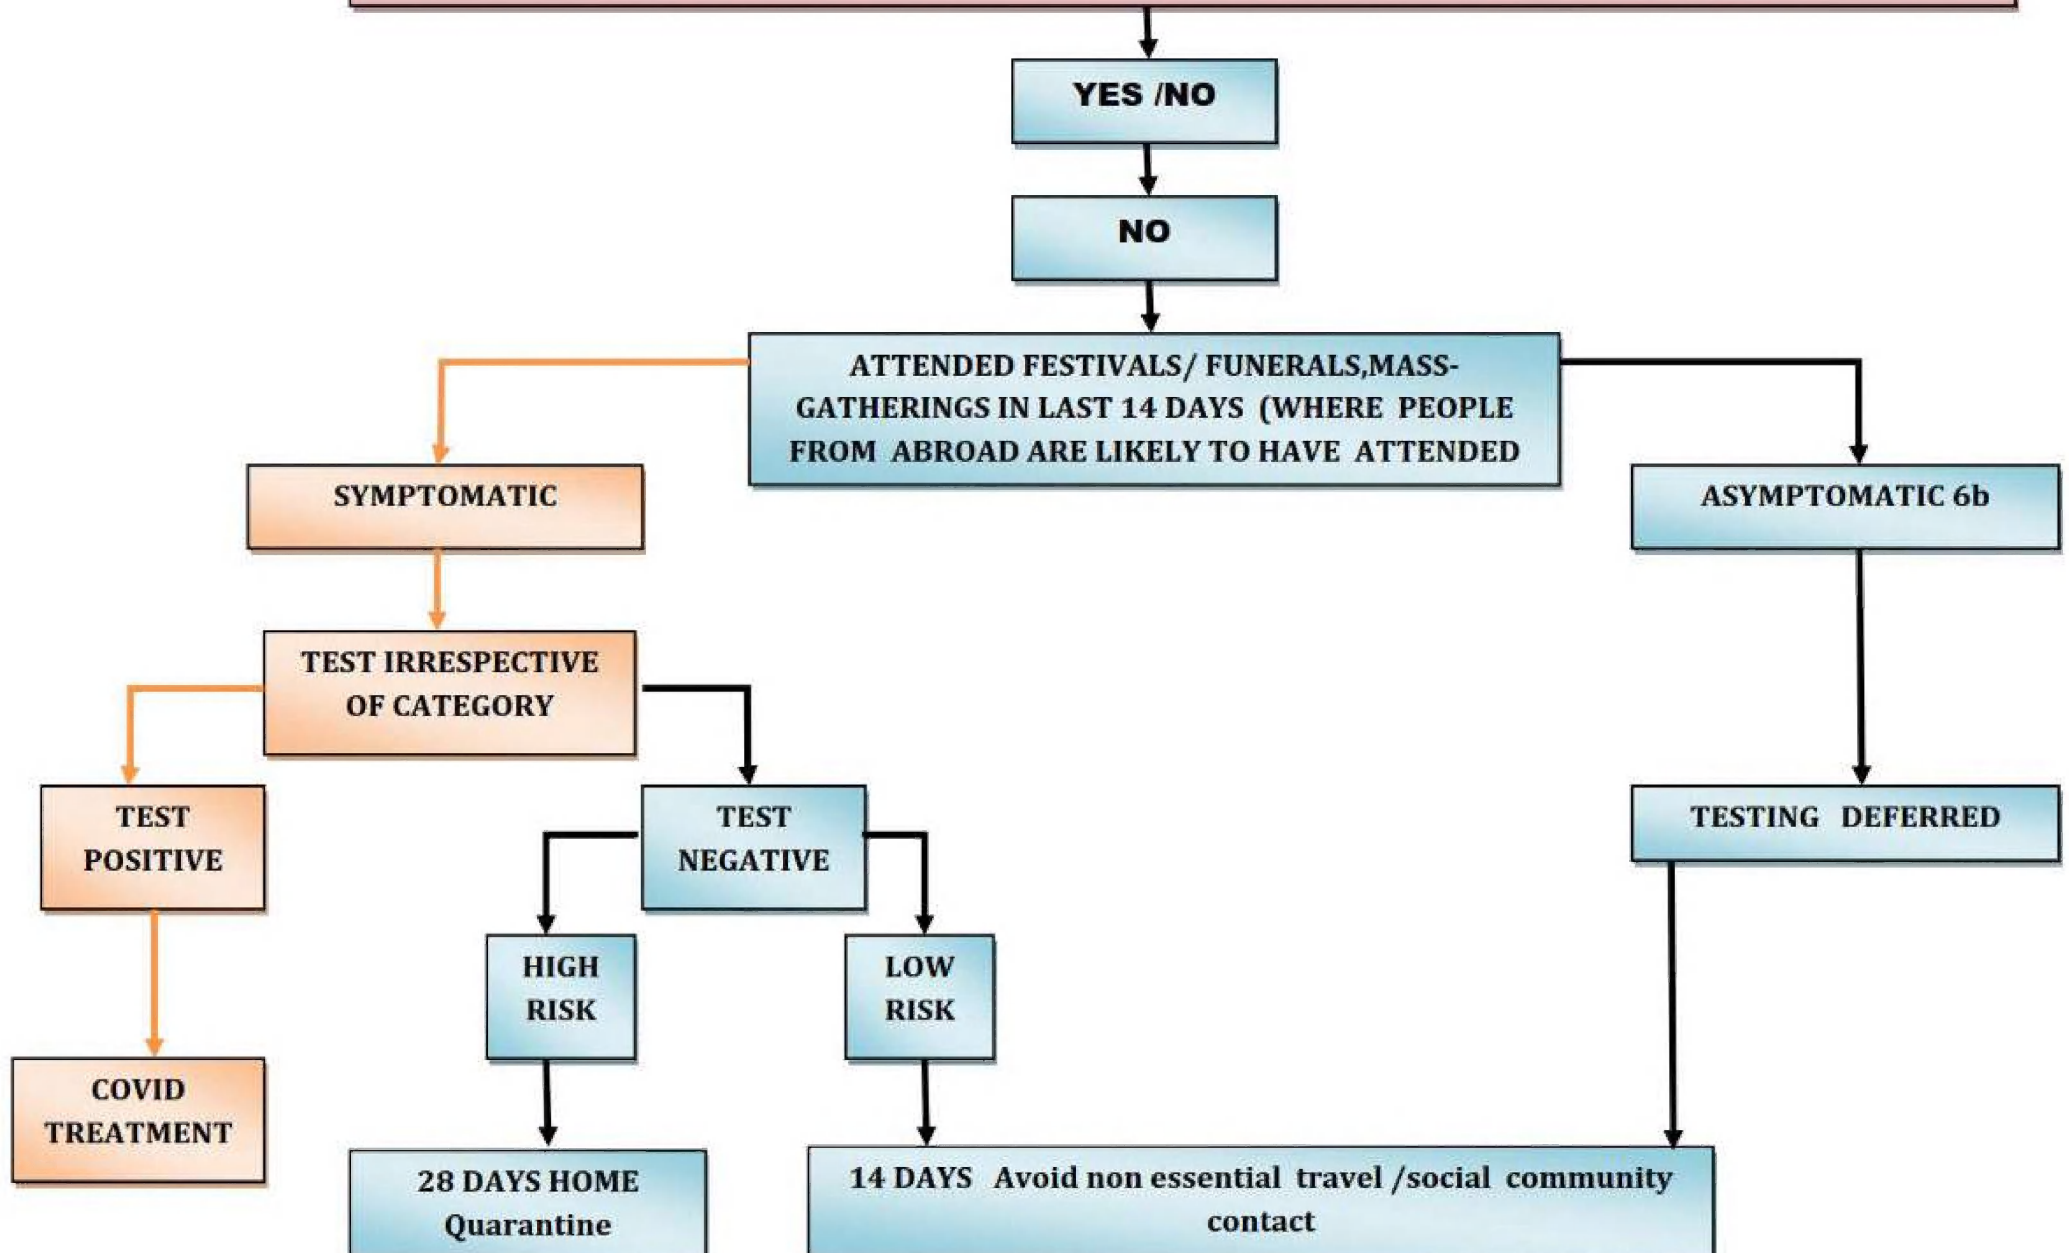 YES /NO
NO
ATTENDED FESTIVALS/ FUNERALS,MASS-
GATHERINGS IN LAST 14 DAYS (WHERE PEOPLE
FROM ABROAD ARE LIKELY TO HAVE ATTENDED
SYMPTOMATIC
ASYMPTOMATIC 6b
TEST IRRESPECTIVE
OF CATEGORY
TEST
POSITIVE
TEST
NEGATIVE
TESTING DEFERRED
HIGH
RISK
LOW
RISK
COVID
TREATMENT
28 DAYS HOME
Quarantine
14 DAYS Avoid non essential travel /social community
contact